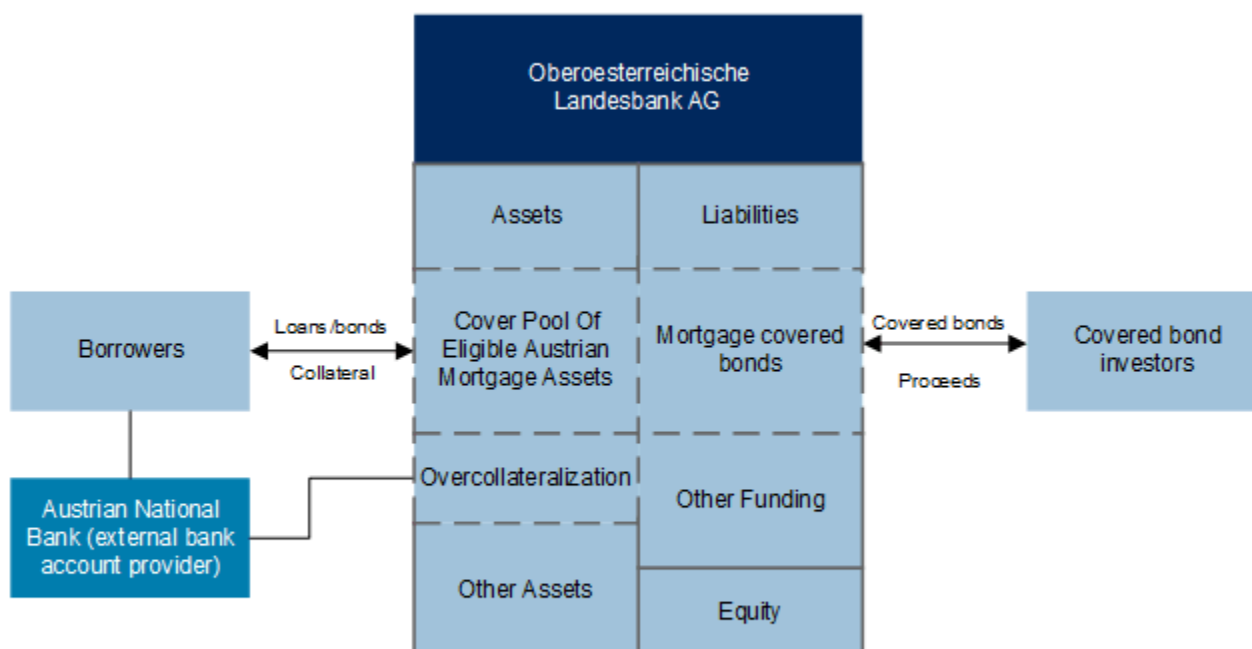 Oberoesterreichische
Landesbank AG
Assets
Liabilities
Borrowers
Loans/bonds
Collateral
Cover Pool Of
Eligible Austrian
Mortgage Assets
Mortgage covered
bonds
Covered bonds
Proceeds
Covered bond
investors
Overcollateralization
Other Funding
Austrian National
Bank (external bank
account provider)
Other Assets
Equity